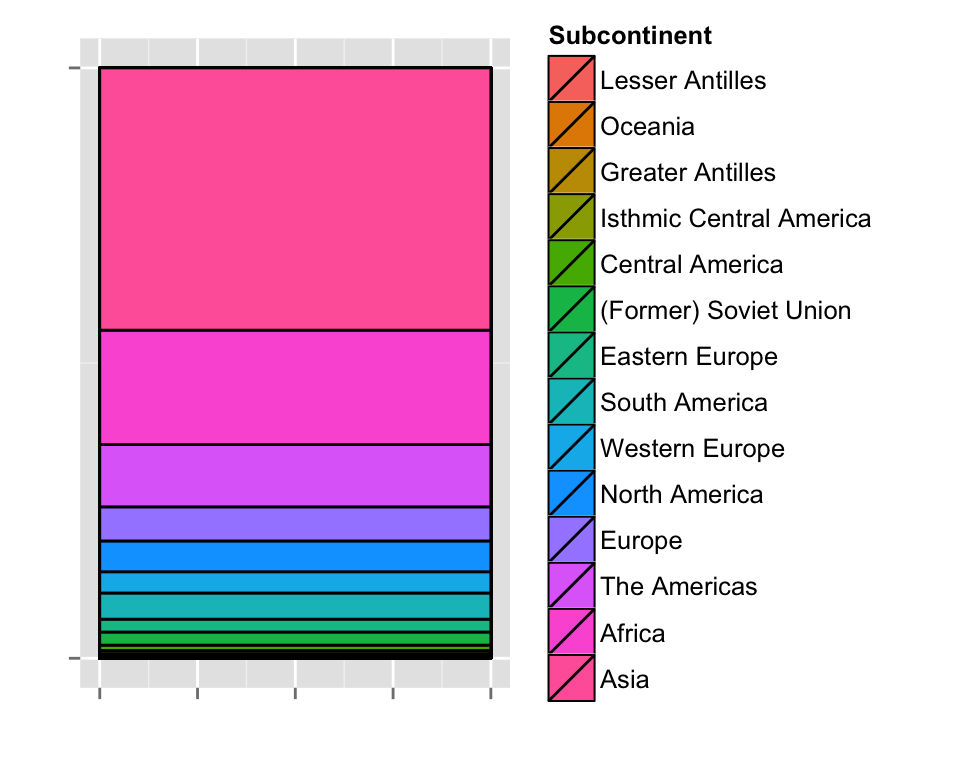 Subcontinent
Lesser Antilles
Oceania
Greater Antilles
Isthmic Central America
Central America
(Former) Soviet Union
Eastern Europe
South America
Western Europe
North America
Europe
The Americas
Africa
Asia